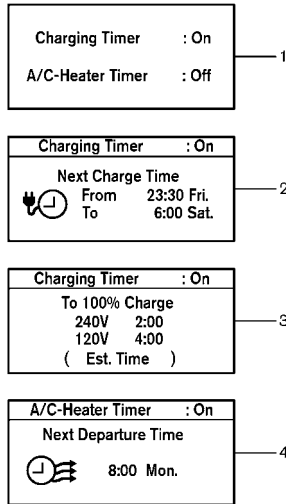 Charging Timer : On
A/C-Heater Timer : Off
1
Charging Timer : On
Next Charge Time
From 23:30 Fri.
To 6:00 Sat.
2
Charging Timer : On
To 100% Charge
240V 2:00
120V 4:00
( Est. Time )
3
A/C-Heater Timer : On
Next Departure Time
8:00 Mon.
4